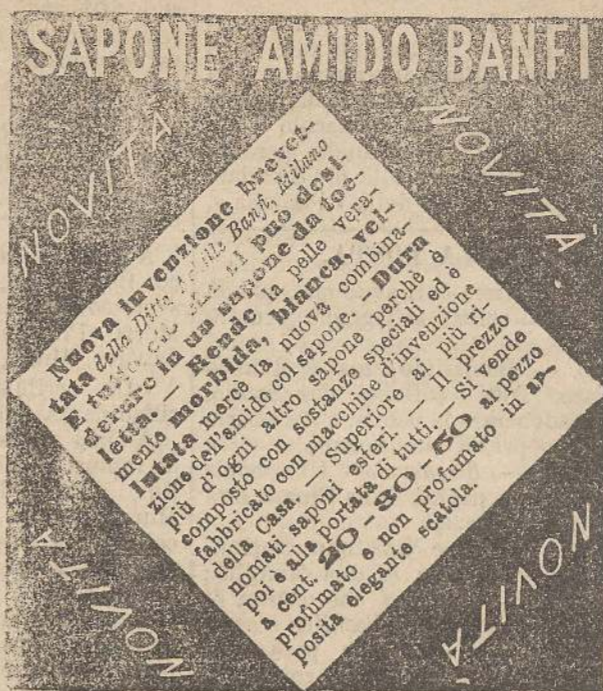 SAPONE AMIDO BANFI
NOVITÀ
NOVITÀ
Nuova invenzione brevet-
tata della Ditta Achille Banfi, Milano
È tutto ciò che si può desi-
derare in un sapone da toe-
letta. — Rende la pelle vera-
mente morbida, bianca, vel-
lutata mercè la nuova combina-
zione dell'amido col sapone. — Dura
più d'ogni altro sapone perchè è
composto con sostanze speciali ed è
fabbricato con macchine d'invenzione
della Casa. — Superiore ai più ri-
nomati saponi esteri. — Il prezzo
poi è alla portata di tutti. — Si vende
a cent. 20-30-50 al pezzo
profumato e non profumato in ap-
posita elegante scatola.
NOVITÀ
NOVITÀ